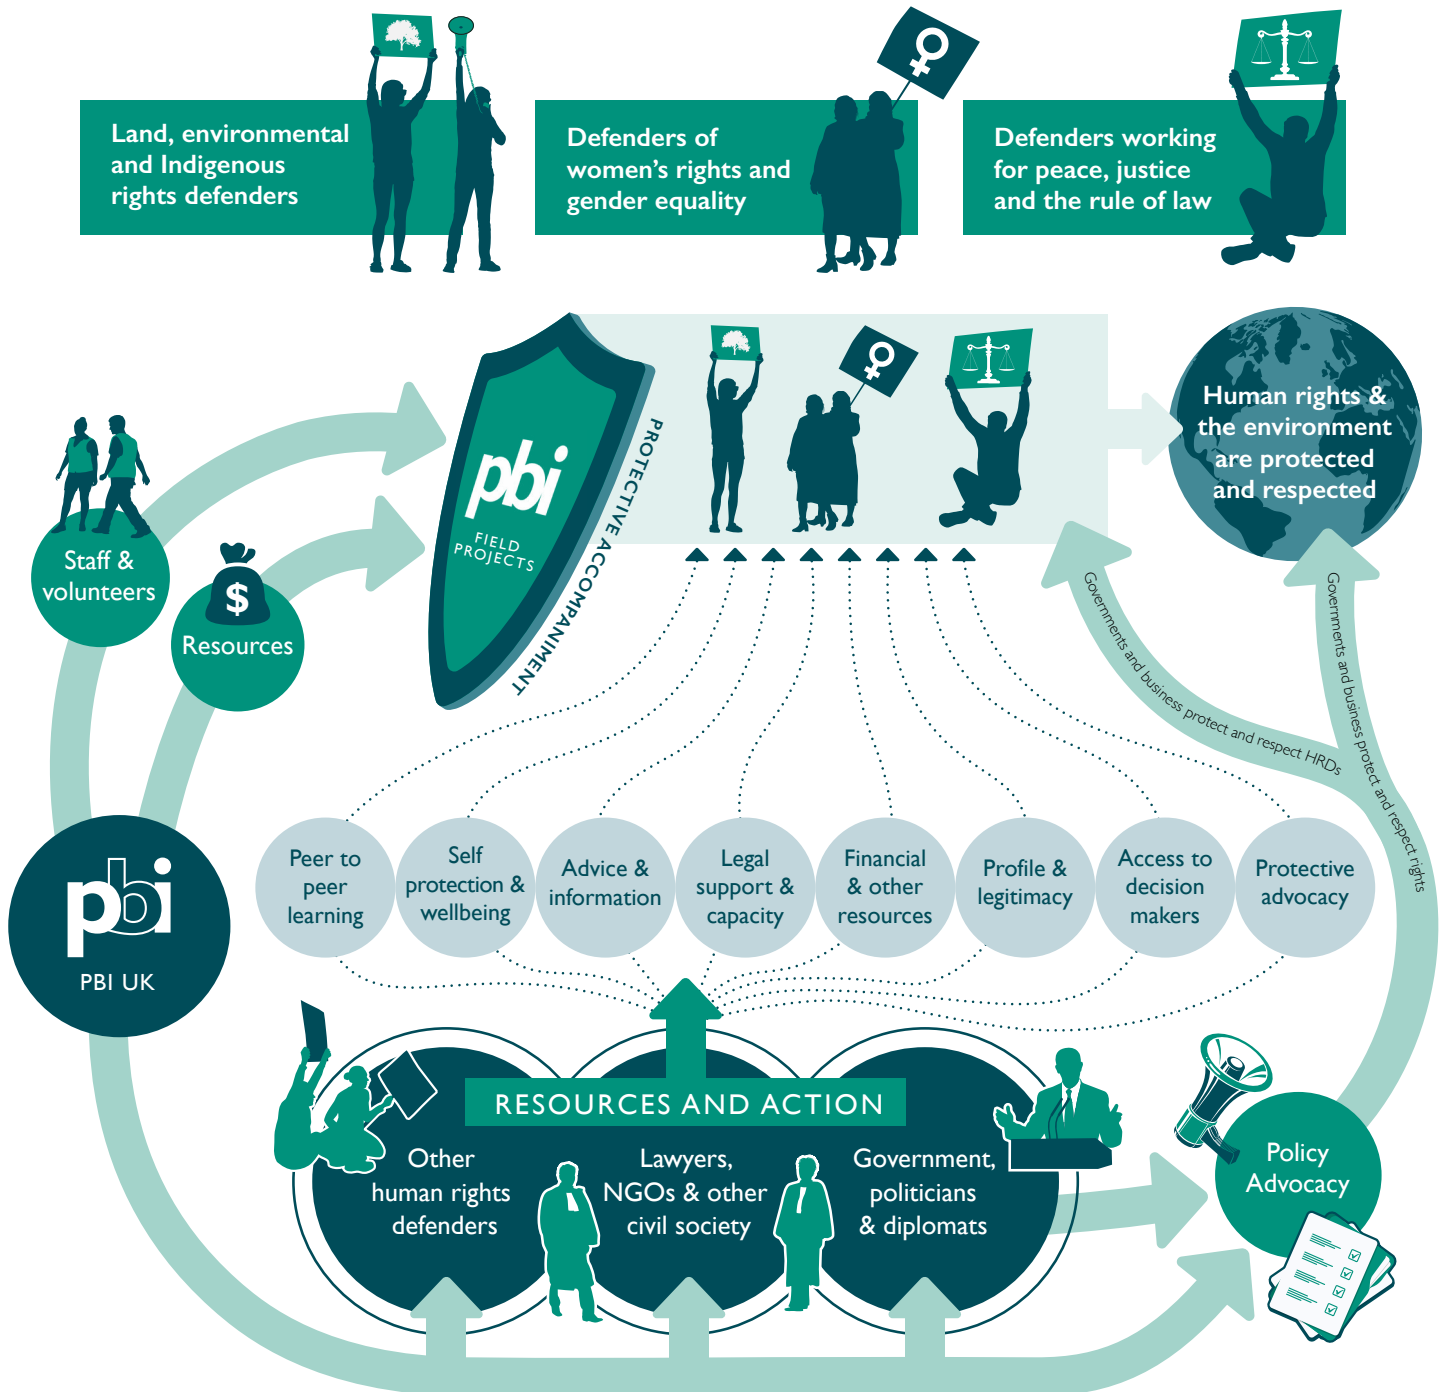 Land, environmental
and Indigenous
rights defenders
Defenders of
women’s rights and
gender equality
Defenders working
for peace, justice
and the rule of law
pbi
FIELD
PROJECTS
PROTECTIVE ACCOMPANIMENT
Human rights &
the environment
are protected
and respected
Staff &
volunteers
$
Resources
Governments and business protect and respect HRDs
Governments and business protect and respect rights
pbi
PBI UK
Peer to
peer
learning
Self
protection &
wellbeing
Advice &
information
Legal
support &
capacity
Financial
& other
resources
Profile &
legitimacy
Access to
decision
makers
Protective
advocacy
RESOURCES AND ACTION
Other
human rights
defenders
Lawyers,
NGOs & other
civil society
Government,
politicians
& diplomats
Policy
Advocacy